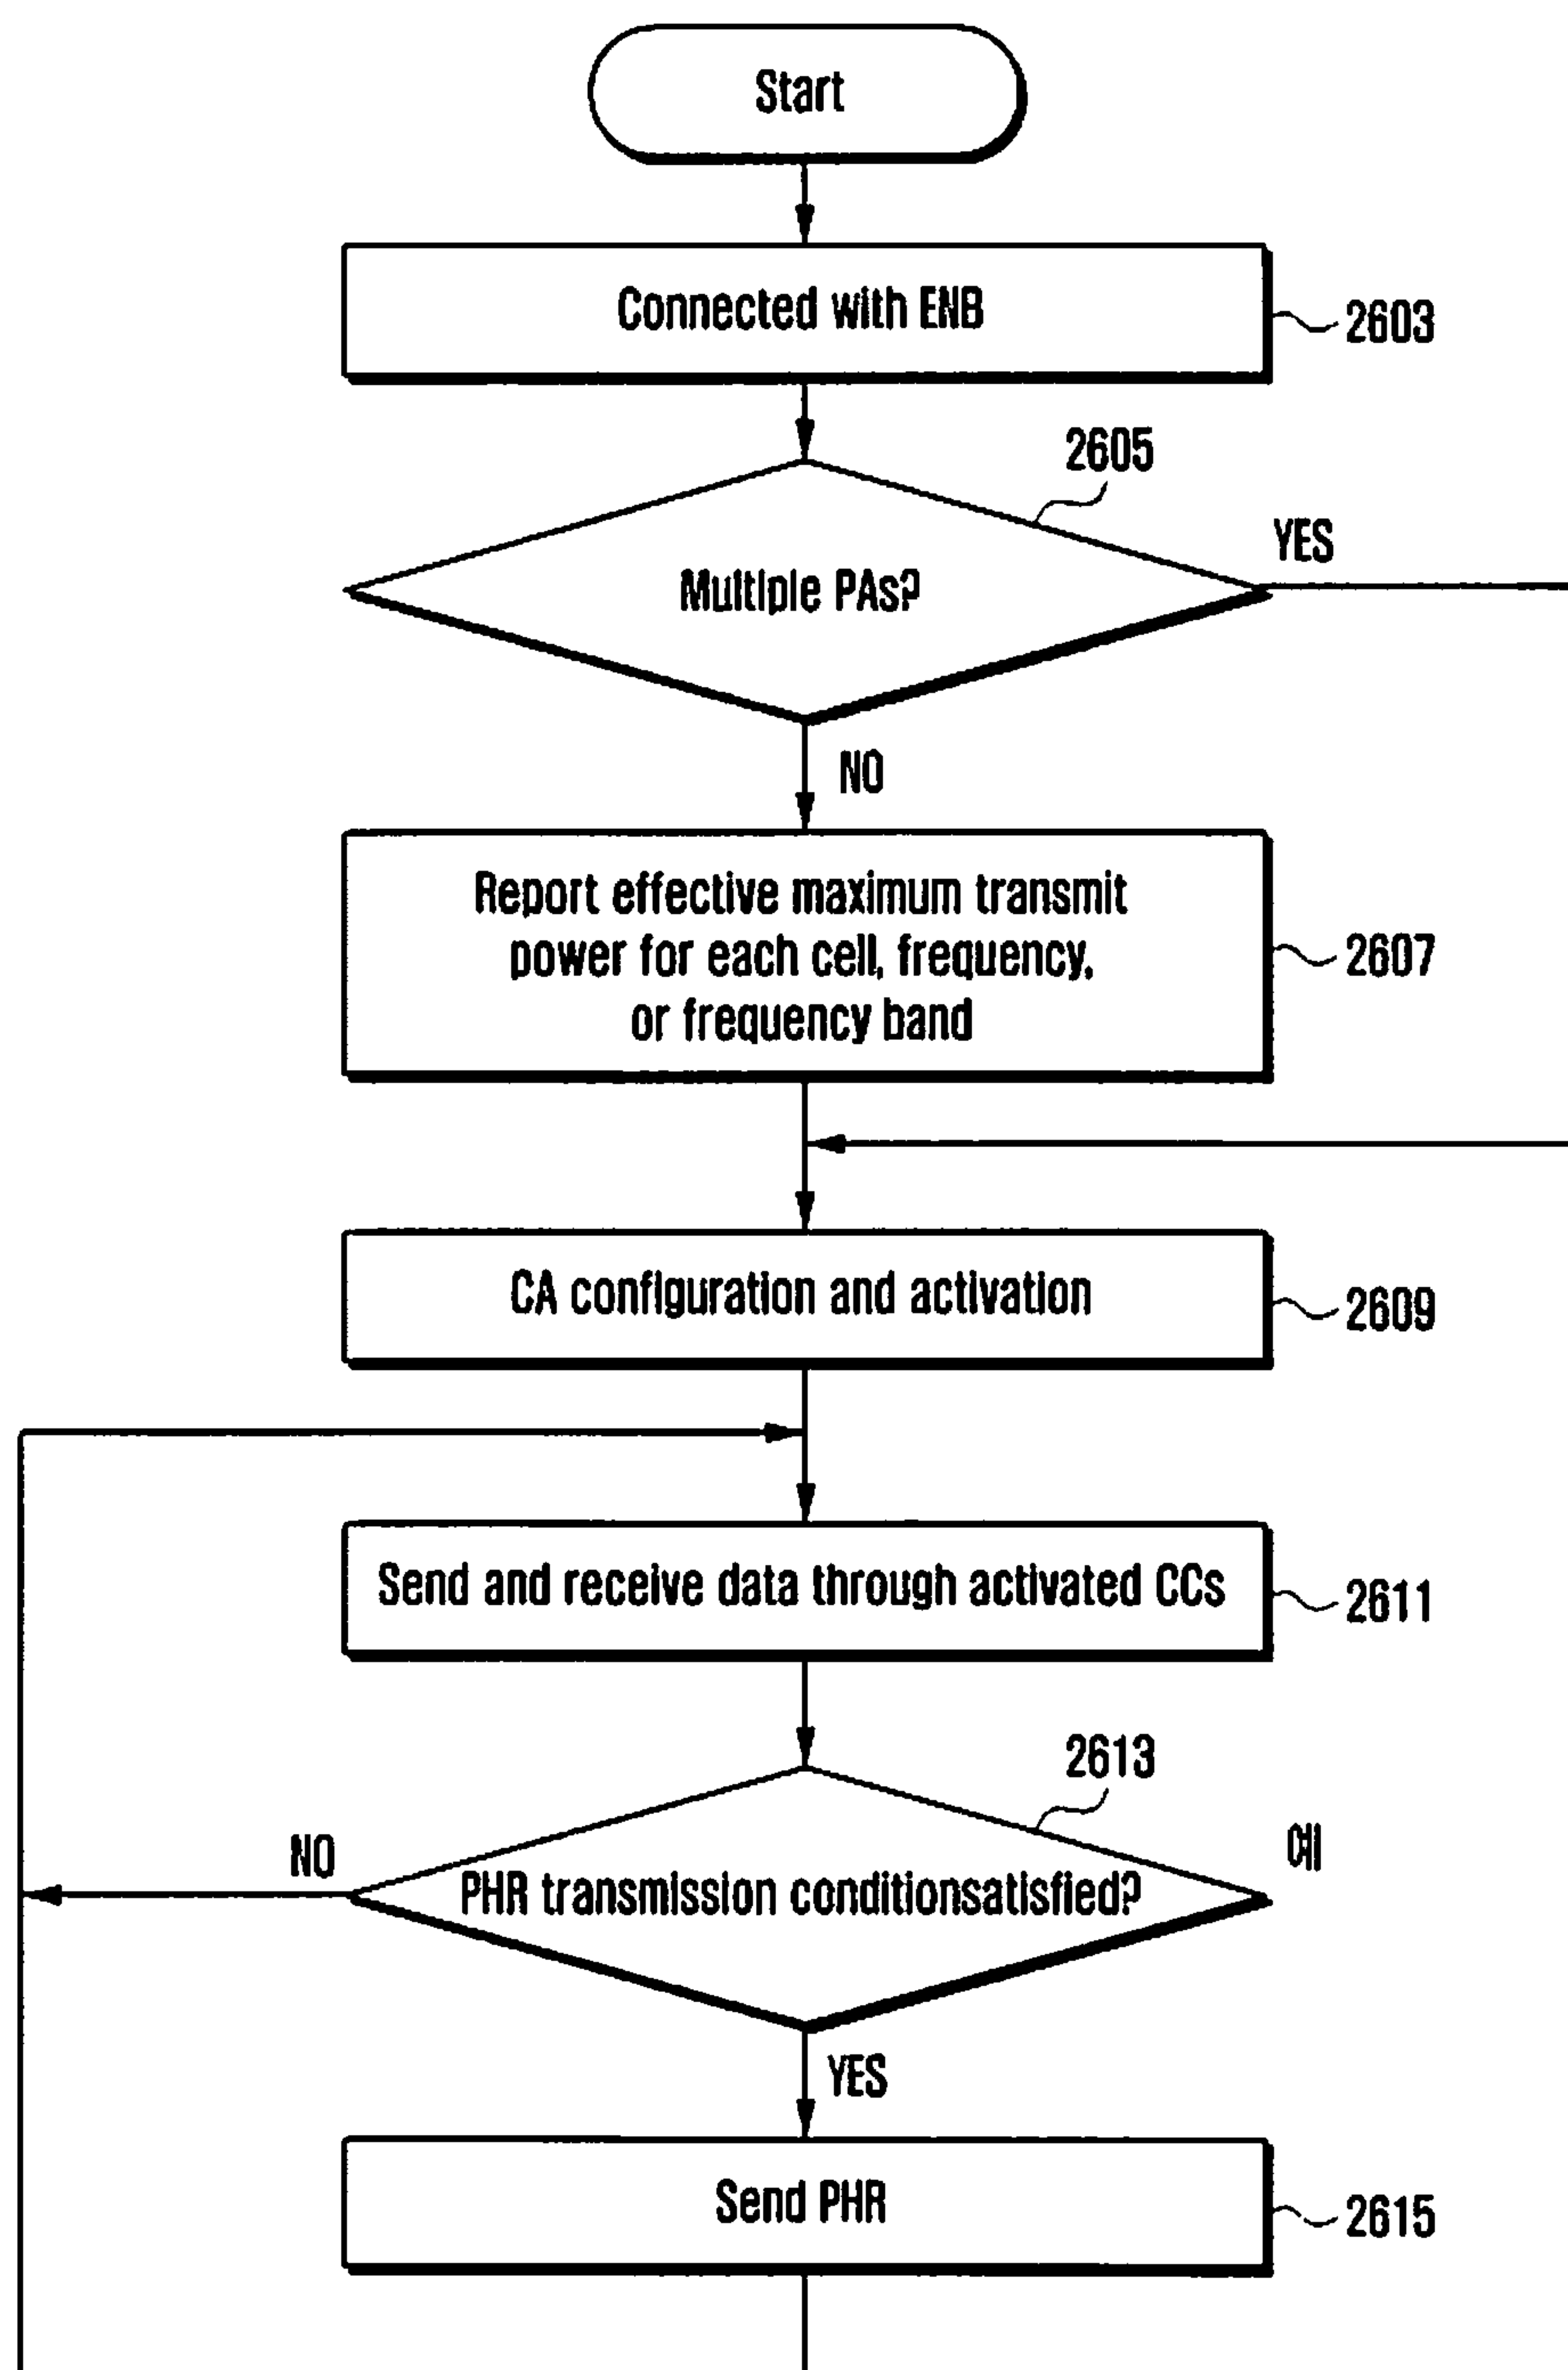 Start
Connected with ENB
2603
2605
YES
Multiple PAs?
NO
Report effective maximum transmit
power for each cell, frequency,
or frequency band
2607
CA configuration and activation
2609
Send and receive data through activated CCs
2611
2613
NO
PHR transmission conditionsatisfied?
YES
Send PHR
2615